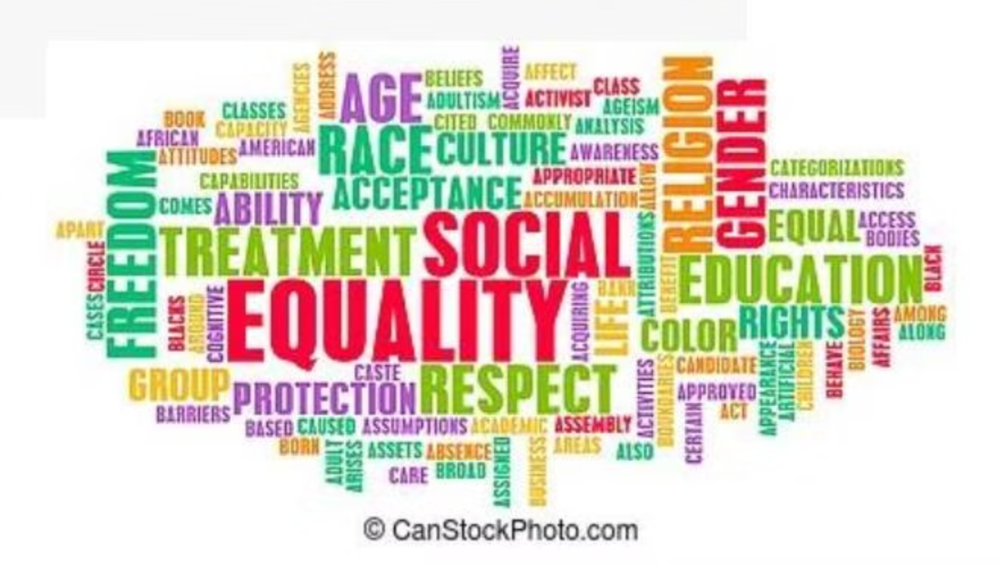 ADDRESS
ACQUIRE
AGENCIES
AGE
BELIEFS
AFFECT
CLASS
RELIGION
GENDER
ADULTISM
ACTIVIST
AGEISM
CLASSES
BOOK
CAPACITY
CITED
COMMONLY
ANALYSIS
AFRICAN
AMERICAN
RACE
CULTURE
AWARENESS
ATTITUDES
FREEDOM
CAPABILITIES
ACCEPTANCE
APPROPRIATE
ALLOW
CATEGORIZATIONS
CHARACTERISTICS
COMES
ABILITY
ACCUMULATION
APART
TREATMENT
SOCIAL
ATTRIBUTIONS
EQUAL
ACCESS
BODIES
CIRCLE
CASES
BENEFIT
EDUCATION
BLACK
BLACKS
AROUND
COGNITIVE
EQUALITY
ACQUIRING
BANK
LIFE
COLOR
RIGHTS
BIOLOGY
AFFAIRS
AMONG
ALONG
GROUP
CASTE
PROTECTION
RESPECT
ACTIVITIES
BOUNDARIES
CANDIDATE
APPEARANCE
ARTIFICIAL
CHILDREN
BEHAVE
BARRIERS
APPROVED
ACT
CERTAIN
BASED
CAUSED
ASSUMPTIONS
ACADEMIC
ASSEMBLY
BORN
ADULT
ARISES
ASSETS
ABSENCE
ASSIGNED
BUSINESS
AREAS
ALSO
CARE
BROAD
© CanStockPhoto.com